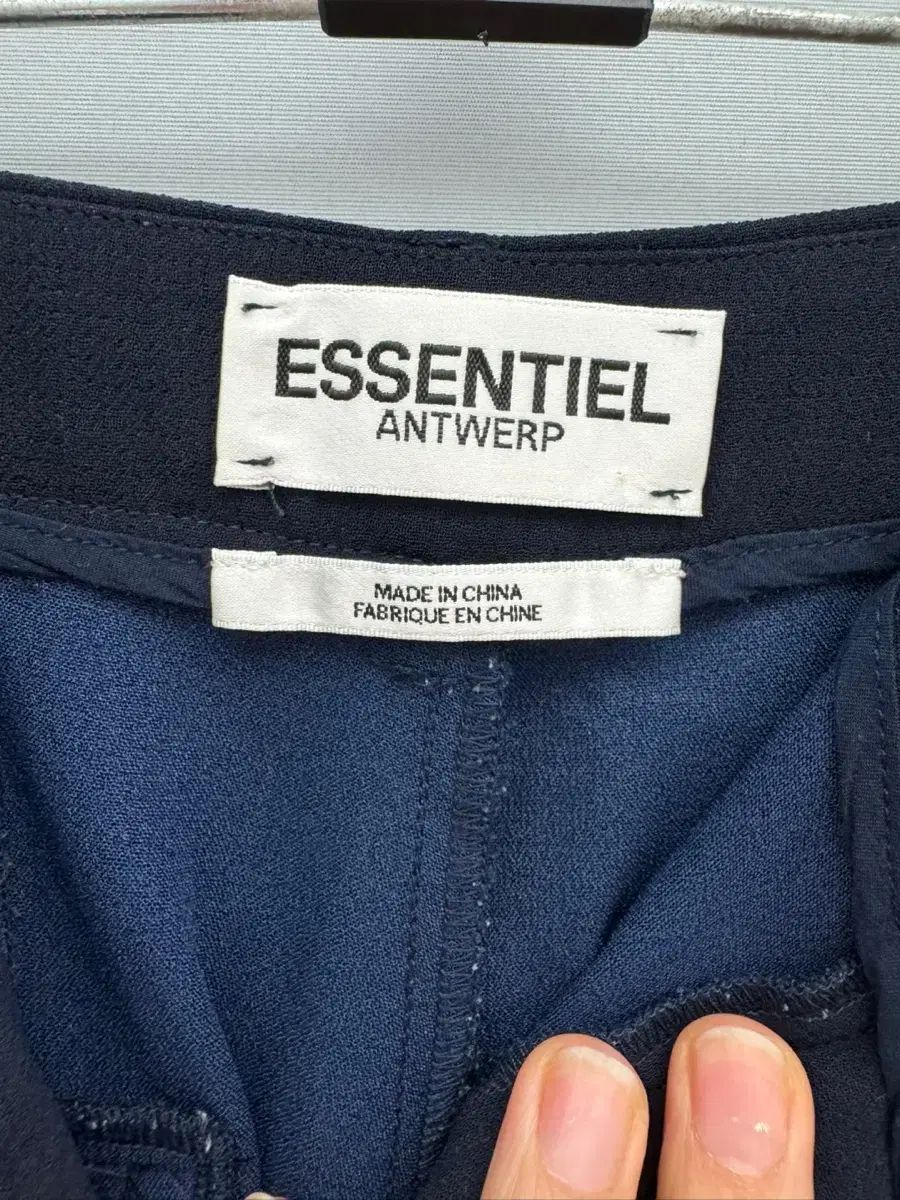 ESSENTIEL
ANTWERP
MADE IN CHINA
FABRIQUE EN CHINE